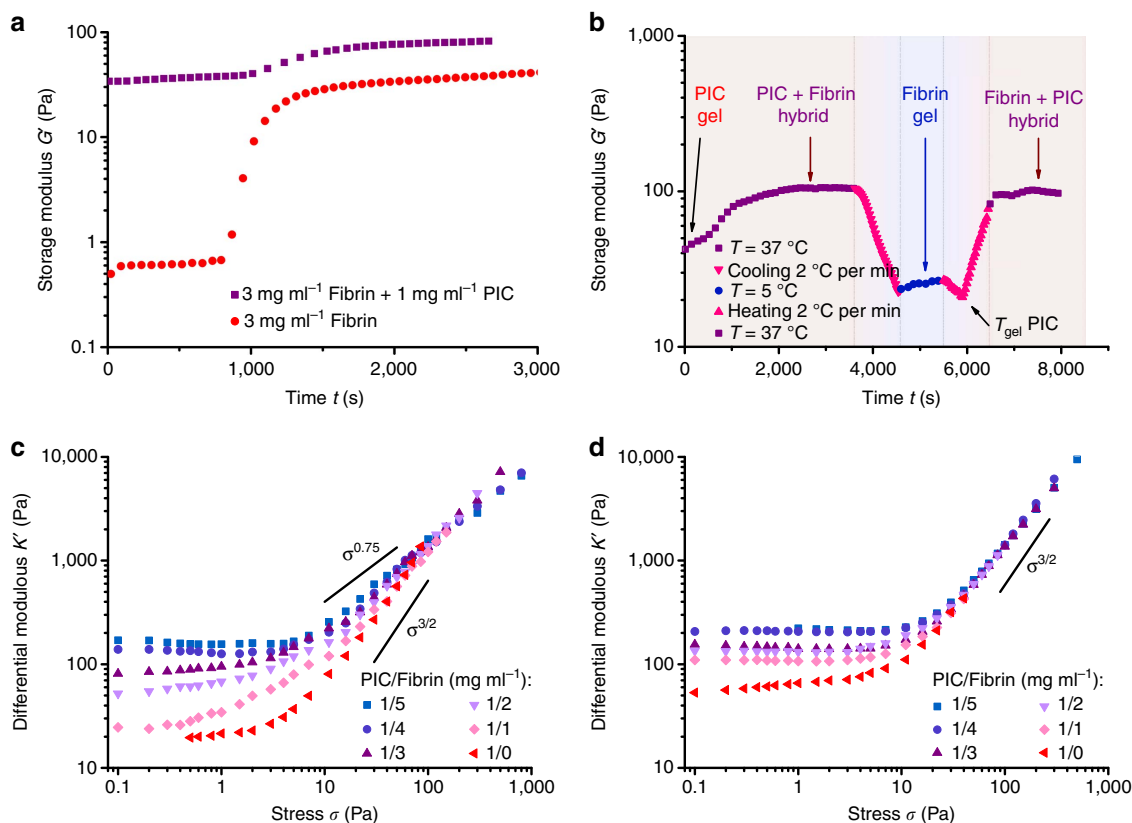 a
Storage modulus G′ (Pa)
100
10
1
0.1
3 mg ml⁻¹ Fibrin + 1 mg ml⁻¹ PIC
3 mg ml⁻¹ Fibrin
0
1,000
2,000
3,000
Time t (s)
b
Storage modulus G′ (Pa)
1,000
100
10
PIC
gel
PIC + Fibrin
hybrid
Fibrin
gel
Fibrin + PIC
hybrid
T = 37 °C
Cooling 2 °C per min
T = 5 °C
Heating 2 °C per min
T = 37 °C
Tgel PIC
0
2,000
4,000
6,000
8,000
Time t (s)
c
Differential modulous K′ (Pa)
10,000
1,000
100
10
σ^0.75
σ^3/2
PIC/Fibrin (mg ml⁻¹):
1/5
1/2
1/4
1/1
1/3
1/0
0.1
1
10
100
1,000
Stress σ (Pa)
d
Differential modulous K′ (Pa)
10,000
1,000
100
10
σ^3/2
PIC/Fibrin (mg ml⁻¹):
1/5
1/2
1/4
1/1
1/3
1/0
0.1
1
10
100
1,000
Stress σ (Pa)